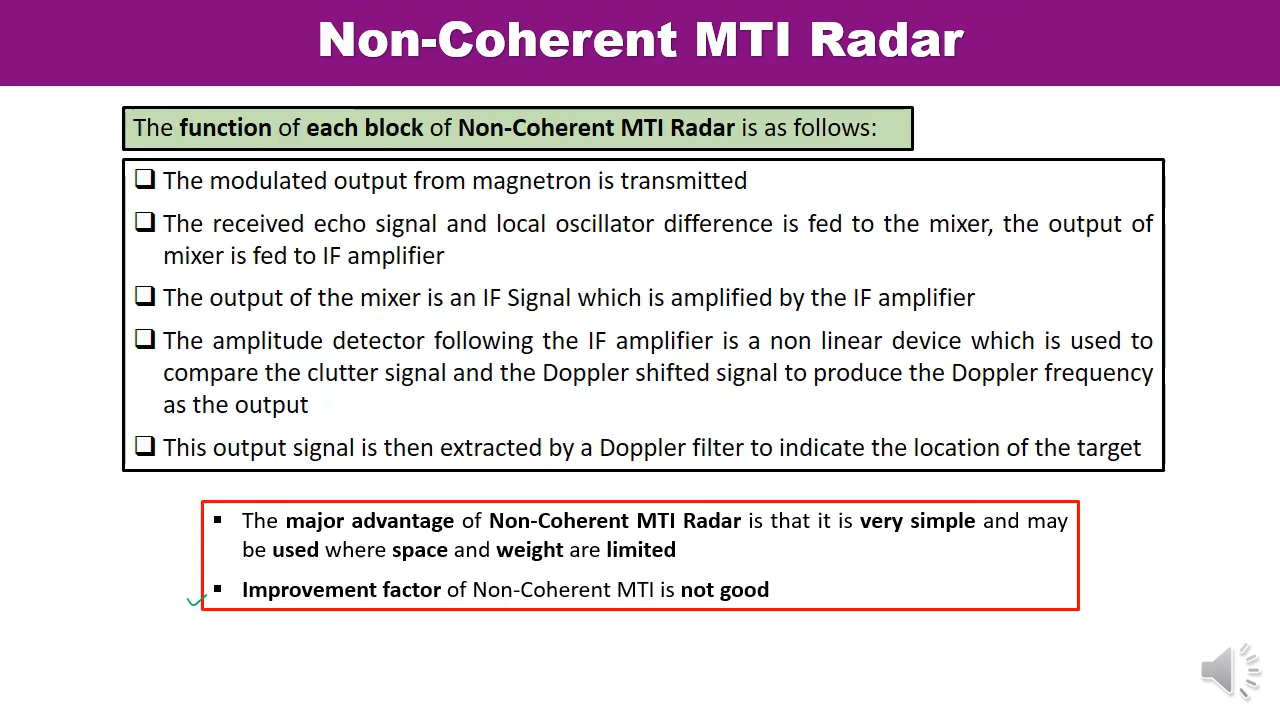 Non-Coherent MTI Radar
The function of each block of Non-Coherent MTI Radar is as follows:
❑ The modulated output from magnetron is transmitted
❑ The received echo signal and local oscillator difference is fed to the mixer, the output of
mixer is fed to IF amplifier
❑ The output of the mixer is an IF Signal which is amplified by the IF amplifier
❑ The amplitude detector following the IF amplifier is a non linear device which is used to
compare the clutter signal and the Doppler shifted signal to produce the Doppler frequency
as the output
❑ This output signal is then extracted by a Doppler filter to indicate the location of the target
▪ The major advantage of Non-Coherent MTI Radar is that it is very simple and may
be used where space and weight are limited
▪ Improvement factor of Non-Coherent MTI is not good